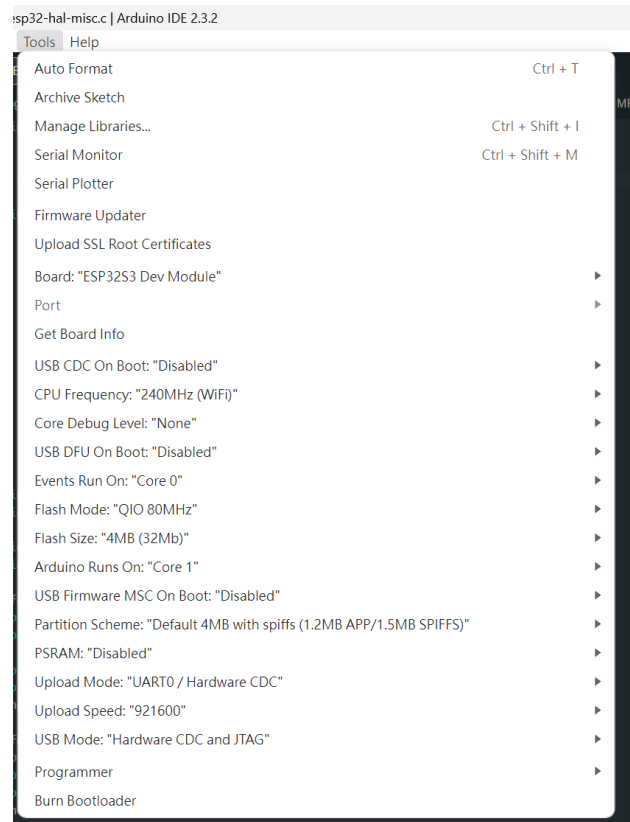 esp32-hal-misc.c | Arduino IDE 2.3.2
Tools Help
Auto Format Ctrl + T
Archive Sketch
Manage Libraries... Ctrl + Shift + I
Serial Monitor Ctrl + Shift + M
Serial Plotter
Firmware Updater
Upload SSL Root Certificates
Board: "ESP32S3 Dev Module"
Port
Get Board Info
USB CDC On Boot: "Disabled"
CPU Frequency: "240MHz (WiFi)"
Core Debug Level: "None"
USB DFU On Boot: "Disabled"
Events Run On: "Core 0"
Flash Mode: "QIO 80MHz"
Flash Size: "4MB (32Mb)"
Arduino Runs On: "Core 1"
USB Firmware MSC On Boot: "Disabled"
Partition Scheme: "Default 4MB with spiffs (1.2MB APP/1.5MB SPIFFS)"
PSRAM: "Disabled"
Upload Mode: "UART0 / Hardware CDC"
Upload Speed: "921600"
USB Mode: "Hardware CDC and JTAG"
Programmer
Burn Bootloader